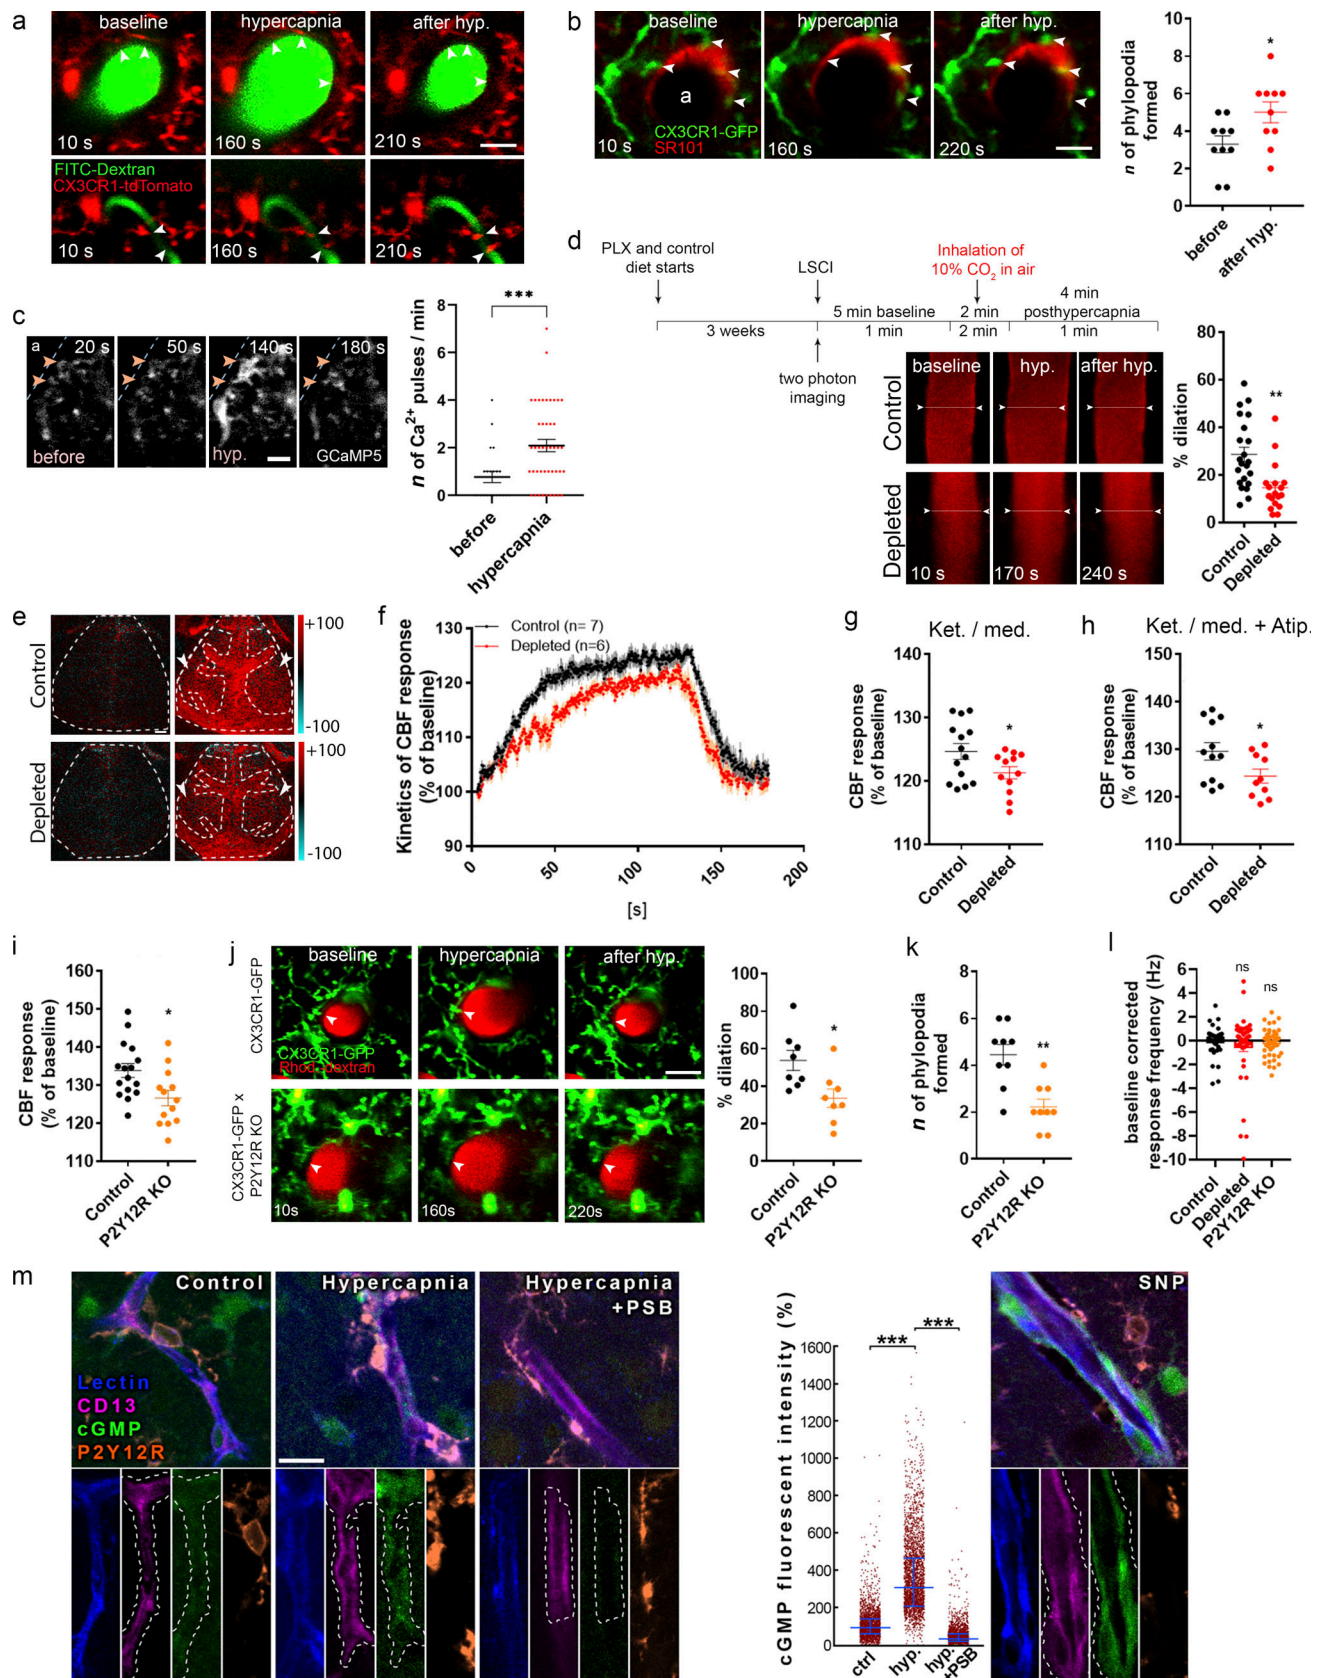 a
baseline
hypercapnia
after hyp.
10 s
160 s
210 s
FITC-Dextran
CX3CR1-tdTomato
10 s
160 s
210 s
b
baseline
hypercapnia
after hyp.
a
CX3CR1-GFP
SR101
10 s
160 s
220 s
n of phylopodia
formed
10
8
6
4
2
0
*
before
after hyp.
c
a
20 s
50 s
140 s
180 s
before
hyp.
GCaMP5
n of Ca2+ pulses / min
8
6
4
2
0
***
before
hypercapnia
d
PLX and control
diet starts
LSCI
Inhalation of
10% CO2 in air
5 min baseline
2 min
4 min
posthypercapnia
3 weeks
1 min
2 min
1 min
two photon
imaging
baseline
hyp.
after hyp.
Control
Depleted
10 s
170 s
240 s
% dilation
80
60
40
20
0
**
Control
Depleted
e
Control
Depleted
+100
-100
+100
-100
f
Kinetics of CBF response
(% of baseline)
130
120
110
100
90
Control (n= 7)
Depleted (n=6)
0
50
100
150
200
[s]
g
Ket. / med.
CBF response
(% of baseline)
140
130
120
110
*
Control
Depleted
h
Ket. / med. + Atip.
CBF response
(% of baseline)
150
140
130
120
110
*
Control
Depleted
i
CBF response
(% of baseline)
160
150
140
130
120
110
*
Control
P2Y12R KO
j
baseline
hypercapnia
after hyp.
CX3CR1-GFP
CX3CR1-GFP
CX3CR1-GFP x
P2Y12R KO
10s
160s
220s
% dilation
100
80
60
40
20
0
*
Control
P2Y12R KO
k
n of phylopodia
formed
8
6
4
2
0
**
Control
P2Y12R KO
l
baseline corrected
response frequency (Hz)
6
4
2
0
-2
-4
-6
-8
-10
ns
ns
Control
Depleted
P2Y12R KO
m
Control
Hypercapnia
Hypercapnia
+PSB
Lectin
CD13
cGMP
P2Y12R
cGMP fluorescent intensity (%)
1600
1400
1200
1000
800
600
400
200
0
***
***
ctrl
hyp.
hyp.
+PSB
SNP